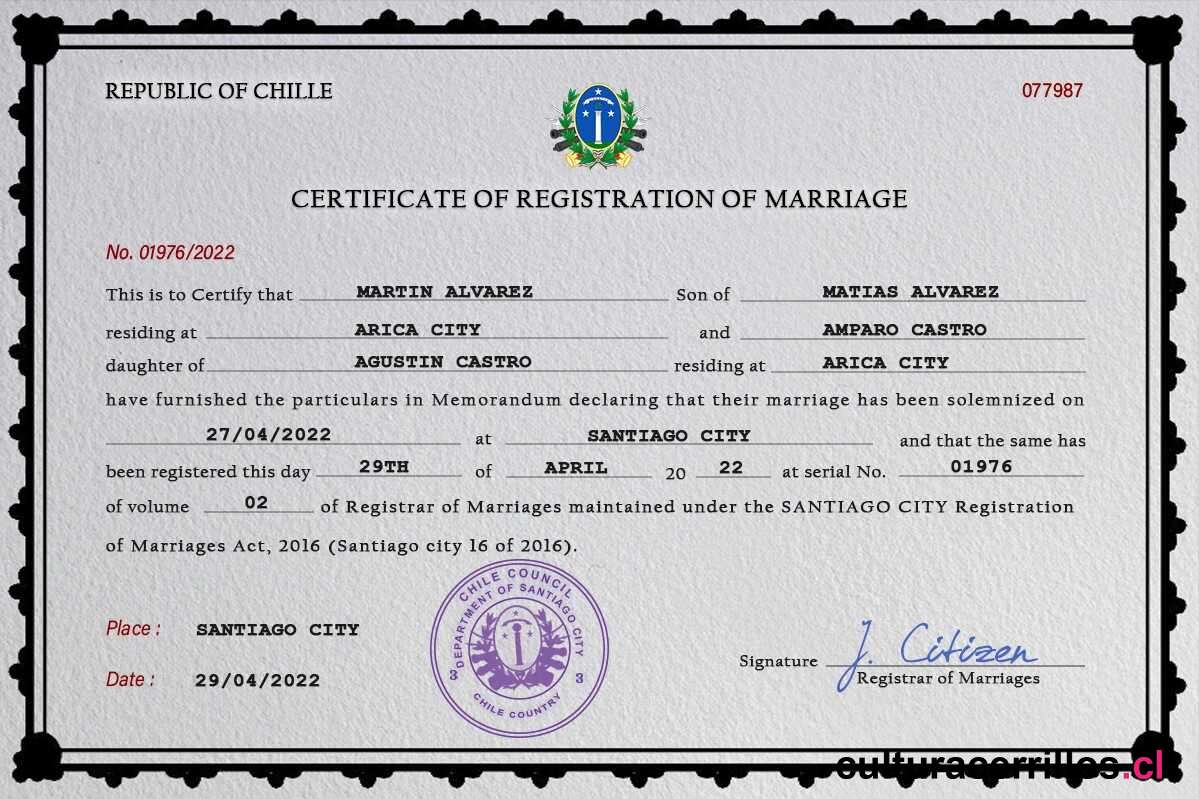 REPUBLIC OF CHILLE 077987
CERTIFICATE OF REGISTRATION OF MARRIAGE
No. 01976/2022
This is to Certify that MARTIN ALVAREZ Son of MATIAS ALVAREZ
residing at ARICA CITY and AMPARO CASTRO
daughter of AGUSTIN CASTRO residing at ARICA CITY
have furnished the particulars in Memorandum declaring that their marriage has been solemnized on
27/04/2022 at SANTIAGO CITY and that the same has
been registered this day 29TH of APRIL 20 22 at serial No. 01976
of volume 02 of Registrar of Marriages maintained under the SANTIAGO CITY Registration
of Marriages Act, 2016 (Santiago city 16 of 2016).
CHILE COUNCIL
DEPARTMENT OF SANTIAGO CITY
3 3
CHILE COUNTRY
Place : SANTIAGO CITY
Date : 29/04/2022
J. Citizen
Signature
Registrar of Marriages
culturacerrillos.cl